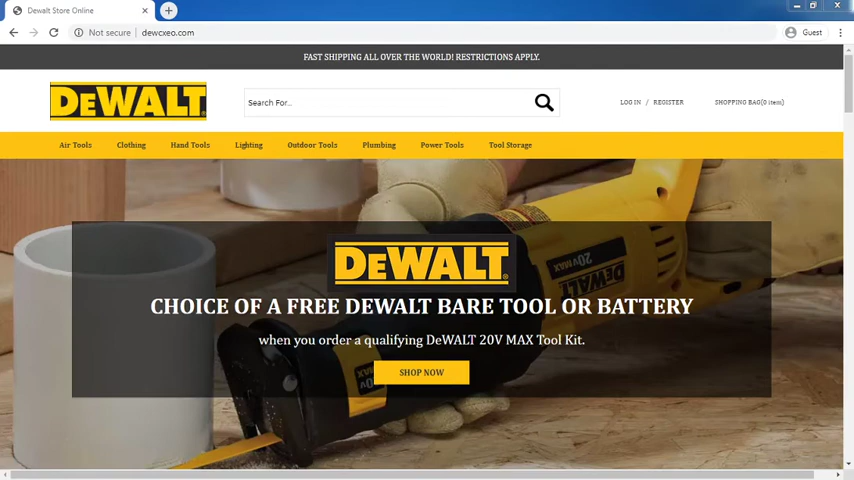 Dewalt Store Online
Not secure | dewcxeo.com
Guest
FAST SHIPPING ALL OVER THE WORLD! RESTRICTIONS APPLY.
DEWALT®
Search For...
LOG IN / REGISTER
SHOPPING BAG(0 item)
Air Tools Clothing Hand Tools Lighting Outdoor Tools Plumbing Power Tools Tool Storage
DEWALT®
CHOICE OF A FREE DEWALT BARE TOOL OR BATTERY
when you order a qualifying DeWALT 20V MAX Tool Kit.
SHOP NOW
20V MAX
DEWALT